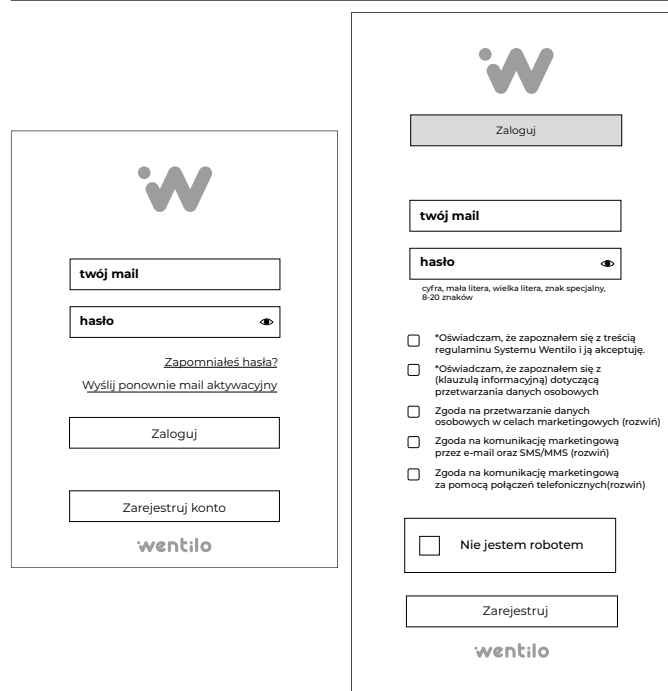 twój mail
hasło
Zapomniałeś hasła?
Wyślij ponownie mail aktywacyjny
Zaloguj
Zarejestruj konto
wentilo
Zaloguj
twój mail
hasło
cyfra, mała litera, wielka litera, znak specjalny,
8-20 znaków
*Oświadczam, że zapoznałem się z treścią
regulaminu Systemu Wentilo i ją akceptuję.
*Oświadczam, że zapoznałem się z
(klauzulą informacyjną) dotyczącą
przetwarzania danych osobowych
Zgoda na przetwarzanie danych
osobowych w celach marketingowych (rozwiń)
Zgoda na komunikację marketingową
przez e-mail oraz SMS/MMS (rozwiń)
Zgoda na komunikację marketingową
za pomocą połączeń telefonicznych(rozwiń)
Nie jestem robotem
Zarejestruj
wentilo